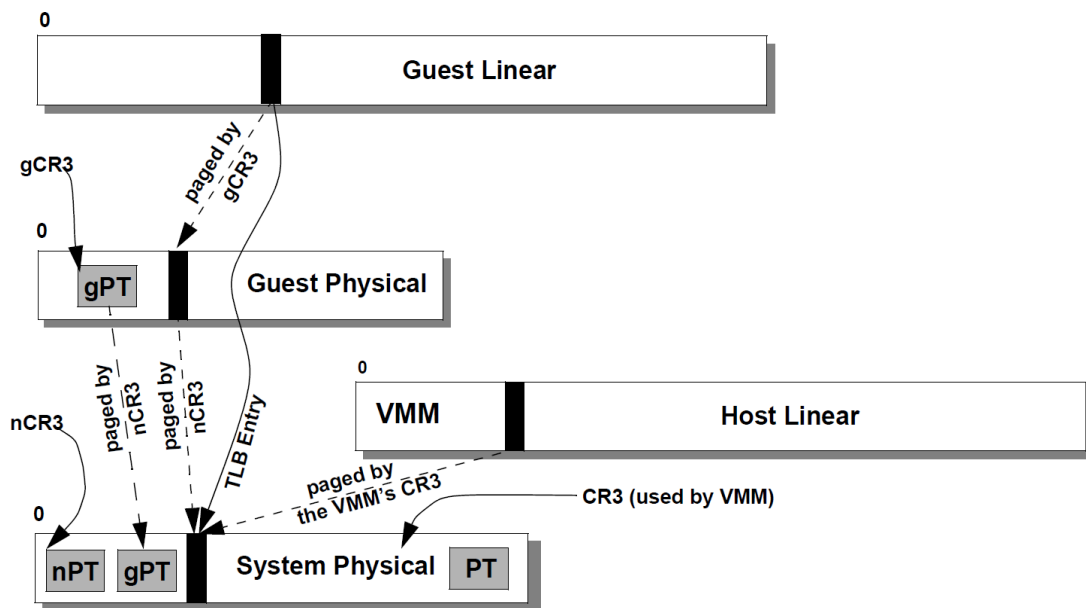 0
Guest Linear
paged by
gCR3
gCR3
0
gPT
Guest Physical
0
VMM
Host Linear
paged by
nCR3
paged by
nCR3
TLB Entry
nCR3
paged by
the VMM's CR3
CR3 (used by VMM)
0
nPT
gPT
System Physical
PT